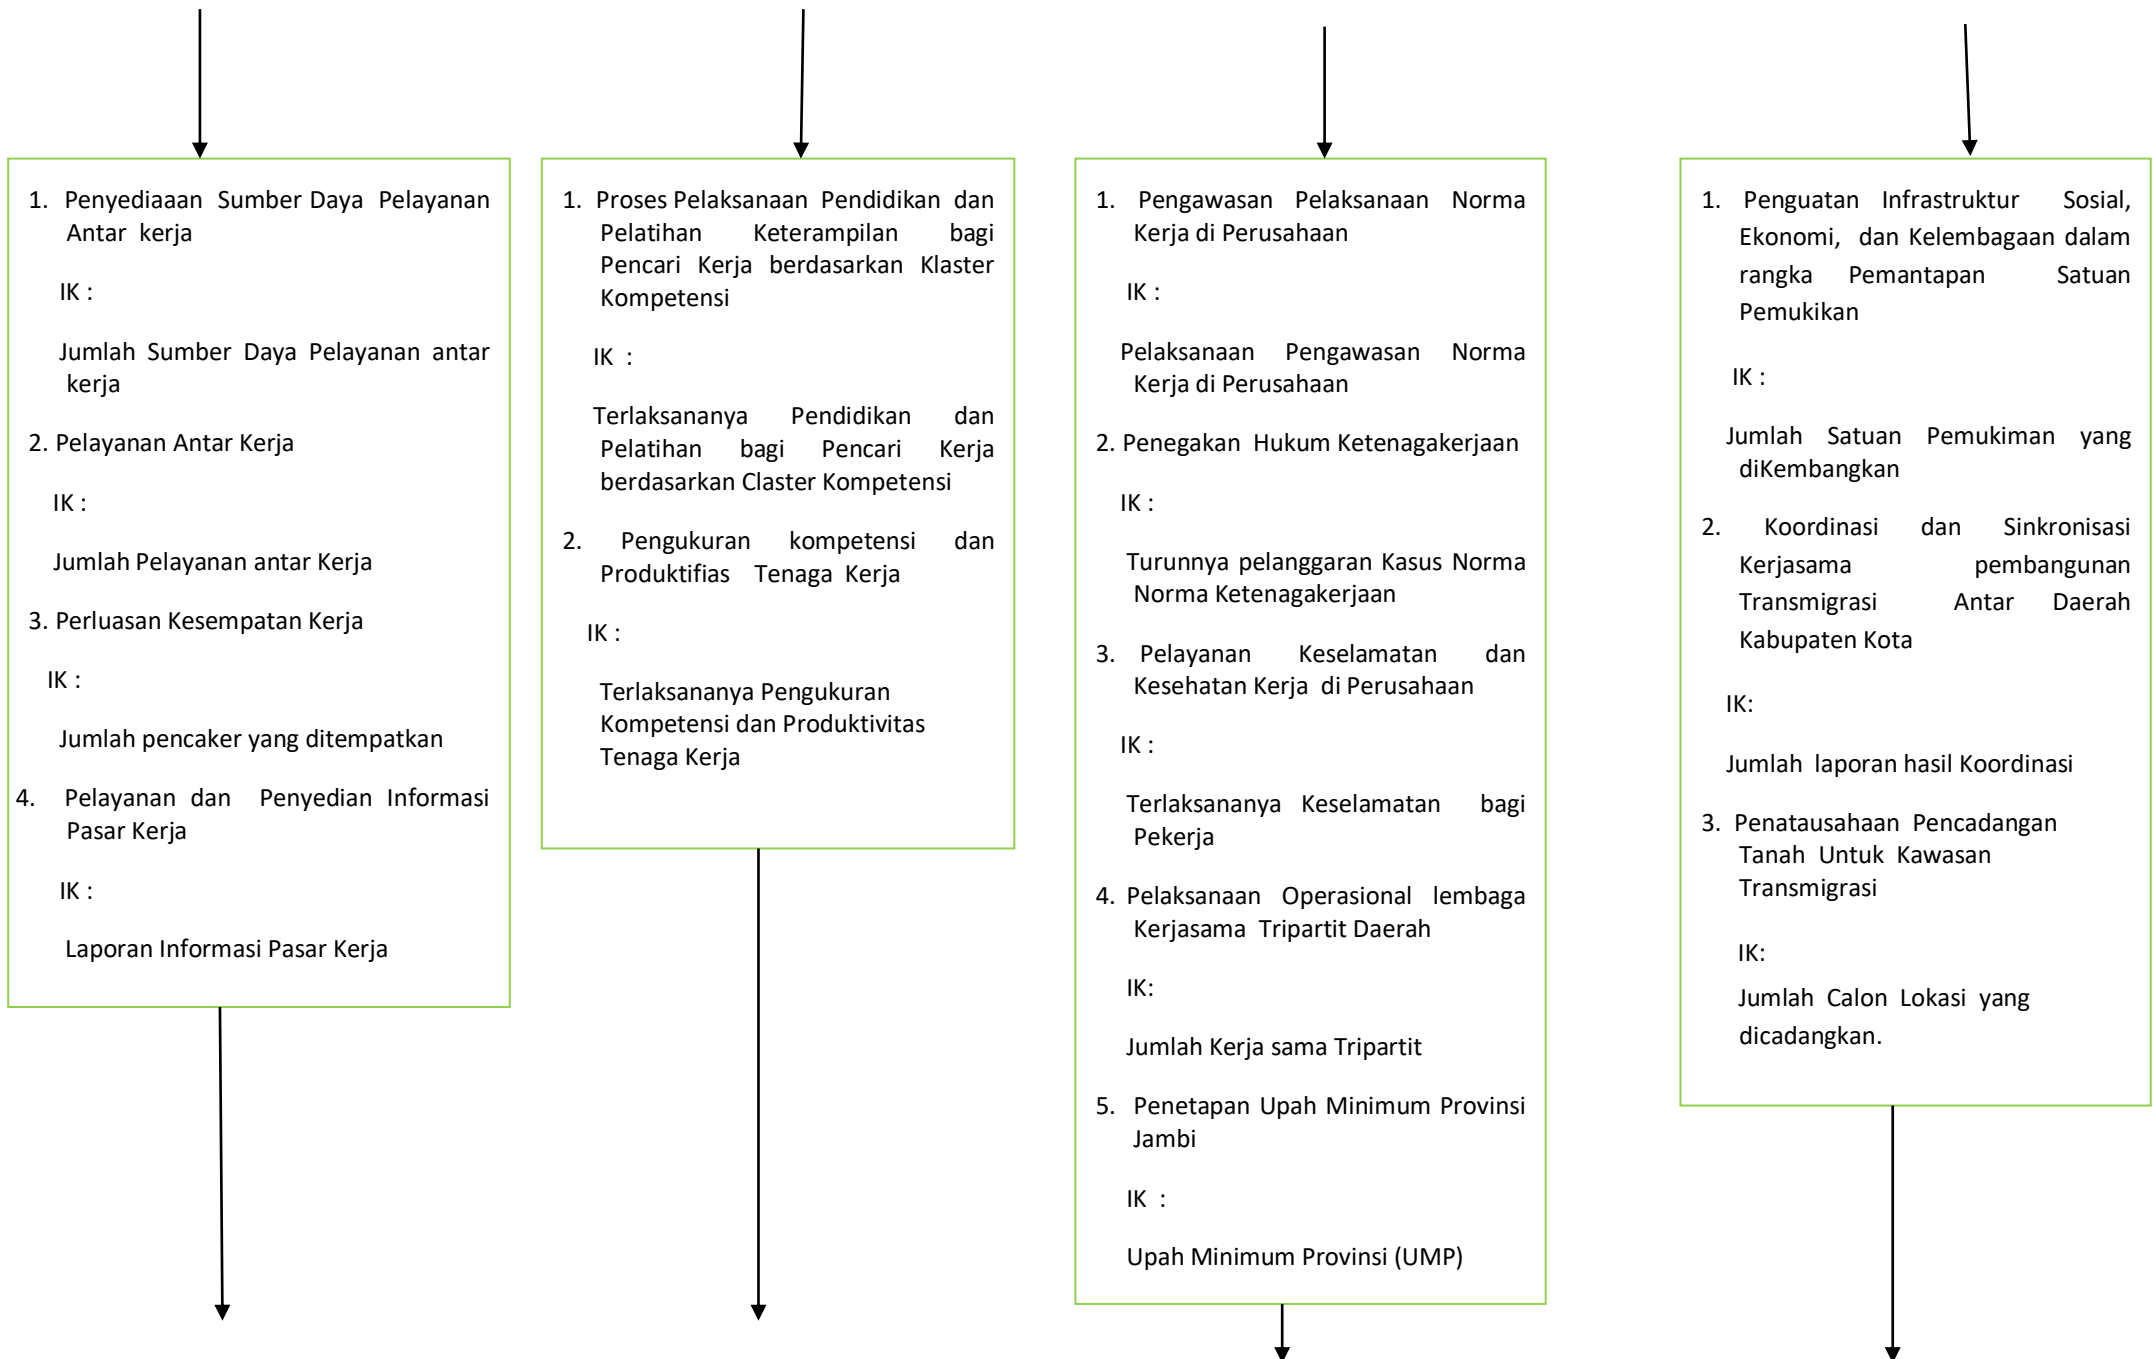 1. Penyediaaan Sumber Daya Pelayanan
Antar kerja
IK :
Jumlah Sumber Daya Pelayanan antar
kerja
2. Pelayanan Antar Kerja
IK :
Jumlah Pelayanan antar Kerja
3. Perluasan Kesempatan Kerja
IK :
Jumlah pencaker yang ditempatkan
4. Pelayanan dan Penyedian Informasi
Pasar Kerja
IK :
Laporan Informasi Pasar Kerja
1. Proses Pelaksanaan Pendidikan dan
Pelatihan Keterampilan bagi
Pencari Kerja berdasarkan Klaster
Kompetensi
IK :
Terlaksananya Pendidikan dan
Pelatihan bagi Pencari Kerja
berdasarkan Claster Kompetensi
2. Pengukuran kompetensi dan
Produktifias Tenaga Kerja
IK :
Terlaksananya Pengukuran
Kompetensi dan Produktivitas
Tenaga Kerja
1. Pengawasan Pelaksanaan Norma
Kerja di Perusahaan
IK :
Pelaksanaan Pengawasan Norma
Kerja di Perusahaan
2. Penegakan Hukum Ketenagakerjaan
IK :
Turunnya pelanggaran Kasus Norma
Norma Ketenagakerjaan
3. Pelayanan Keselamatan dan
Kesehatan Kerja di Perusahaan
IK :
Terlaksananya Keselamatan bagi
Pekerja
4. Pelaksanaan Operasional lembaga
Kerjasama Tripartit Daerah
IK:
Jumlah Kerja sama Tripartit
5. Penetapan Upah Minimum Provinsi
Jambi
IK :
Upah Minimum Provinsi (UMP)
1. Penguatan Infrastruktur Sosial,
Ekonomi, dan Kelembagaan dalam
rangka Pemantapan Satuan
Pemukikan
IK :
Jumlah Satuan Pemukiman yang
diKembangkan
2. Koordinasi dan Sinkronisasi
Kerjasama pembangunan
Transmigrasi Antar Daerah
Kabupaten Kota
IK:
Jumlah laporan hasil Koordinasi
3. Penatausahaan Pencadangan
Tanah Untuk Kawasan
Transmigrasi
IK:
Jumlah Calon Lokasi yang
dicadangkan.